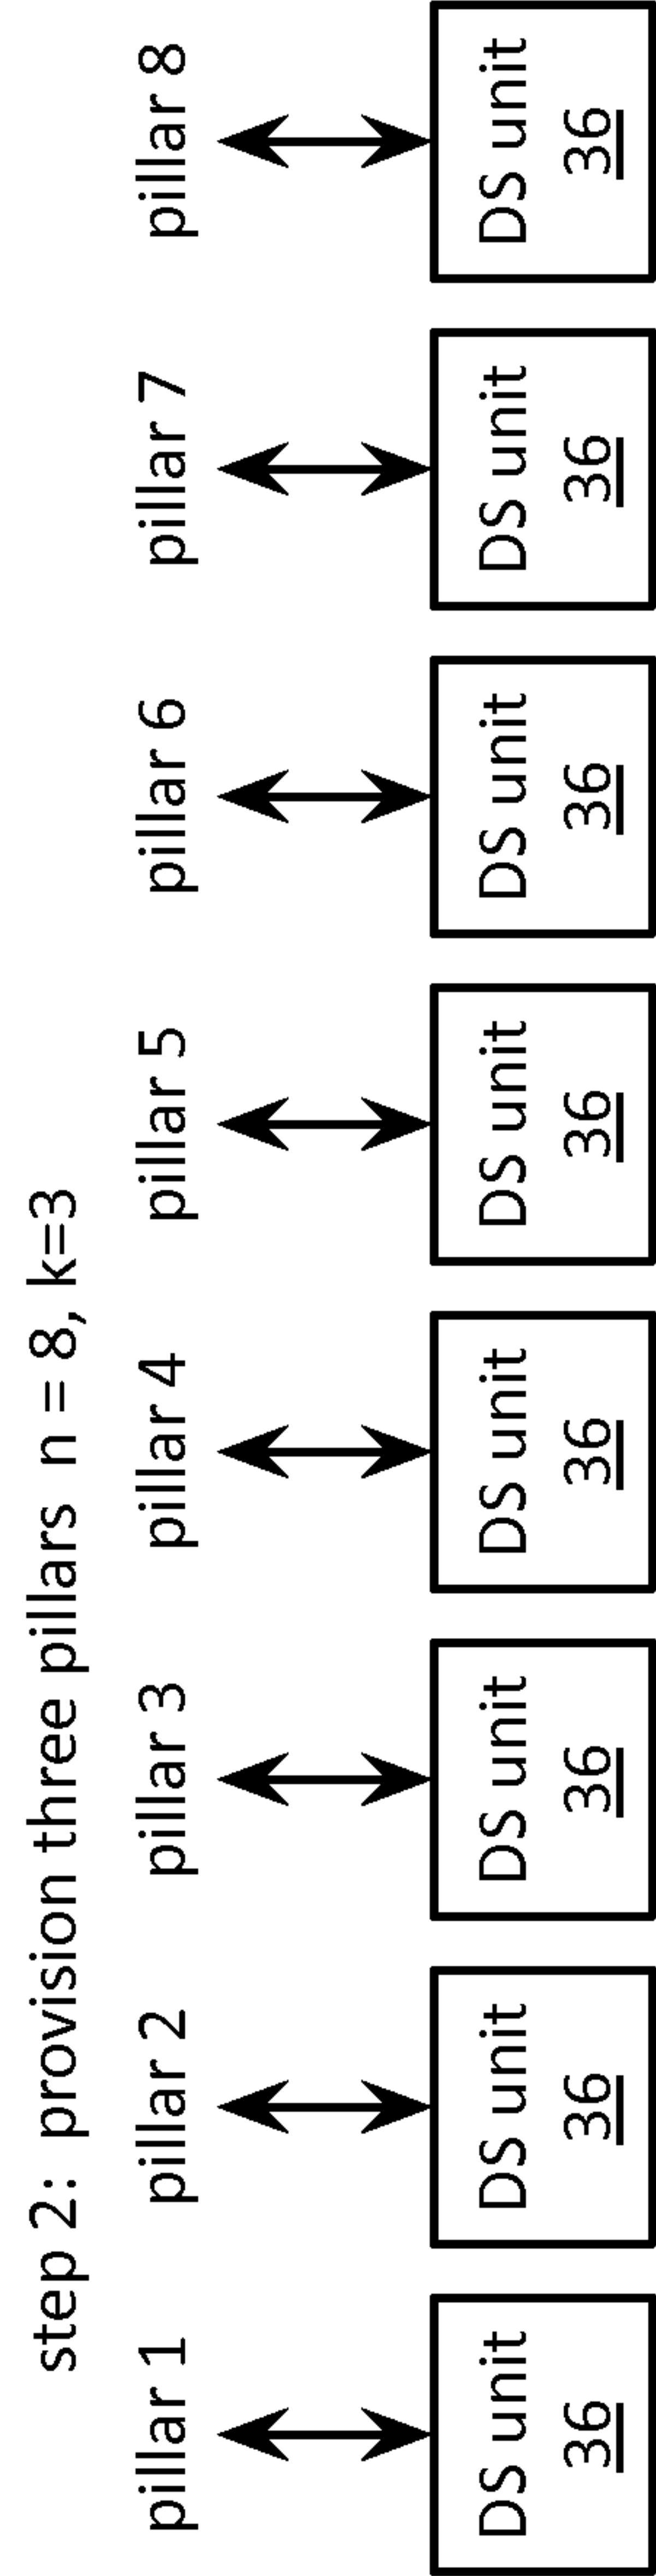 step 2:  provision three pillars  n = 8, k=3
pillar 1 pillar 2 pillar 3 pillar 4 pillar 5 pillar 6 pillar 7 pillar 8
DS unit DS unit DS unit DS unit DS unit DS unit DS unit DS unit
36 36 36 36 36 36 36 36